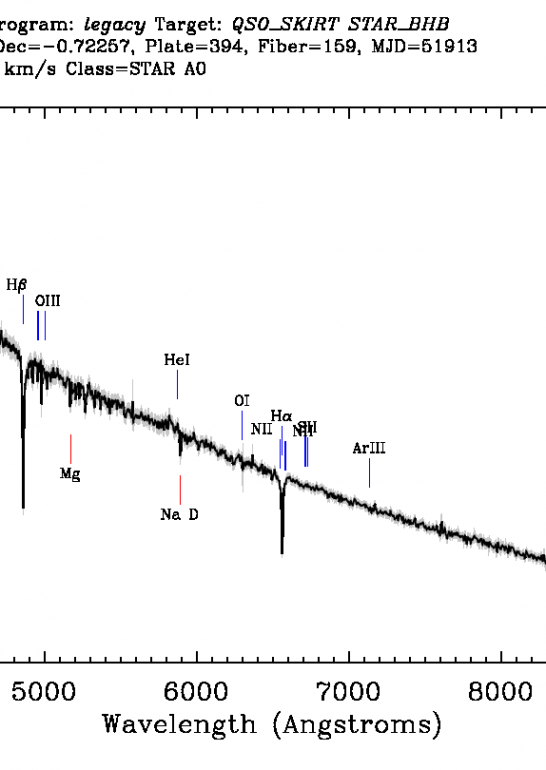 rogram: legacy Target: QSO_SKIRT STAR_BHB
Dec=-0.72257, Plate=394, Fiber=159, MJD=51913
km/s Class=STAR A0
Hβ
OIII
HeI
OI
Hα
NII
NII
SII
ArIII
Mg
Na D
5000 6000 7000 8000
Wavelength (Angstroms)